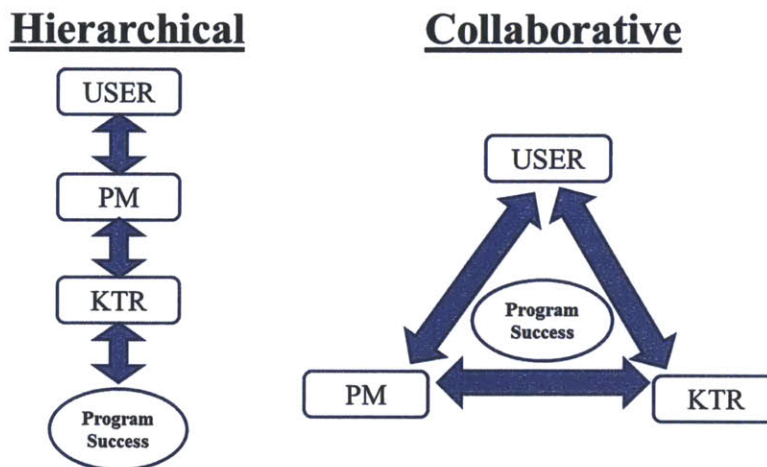 Hierarchical
USER
PM
KTR
Program
Success
Collaborative
USER
Program
Success
PM
KTR